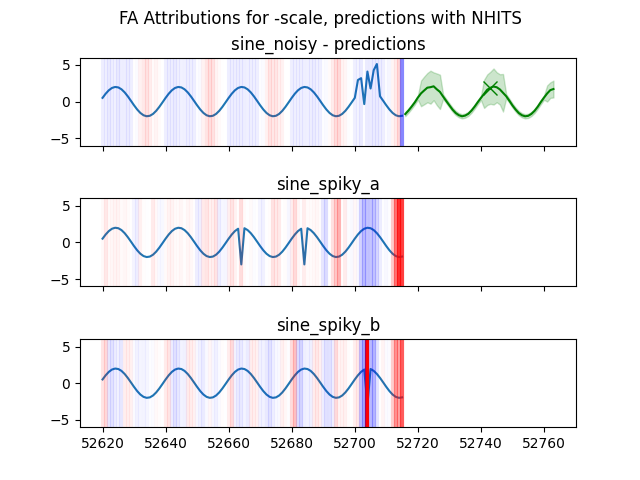 FA Attributions for -scale, predictions with NHITS
sine_noisy - predictions
5
0
−5
sine_spiky_a
5
0
−5
sine_spiky_b
5
0
−5
52620 52640 52660 52680 52700 52720 52740 52760